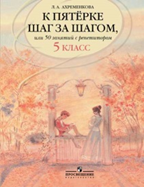 Л. А. АХРЕМЕНКОВА
К ПЯТЁРКЕ
ШАГ ЗА ШАГОМ,
или 50 занятий с репетитором
5 КЛАСС
ПРОСВЕЩЕНИЕ